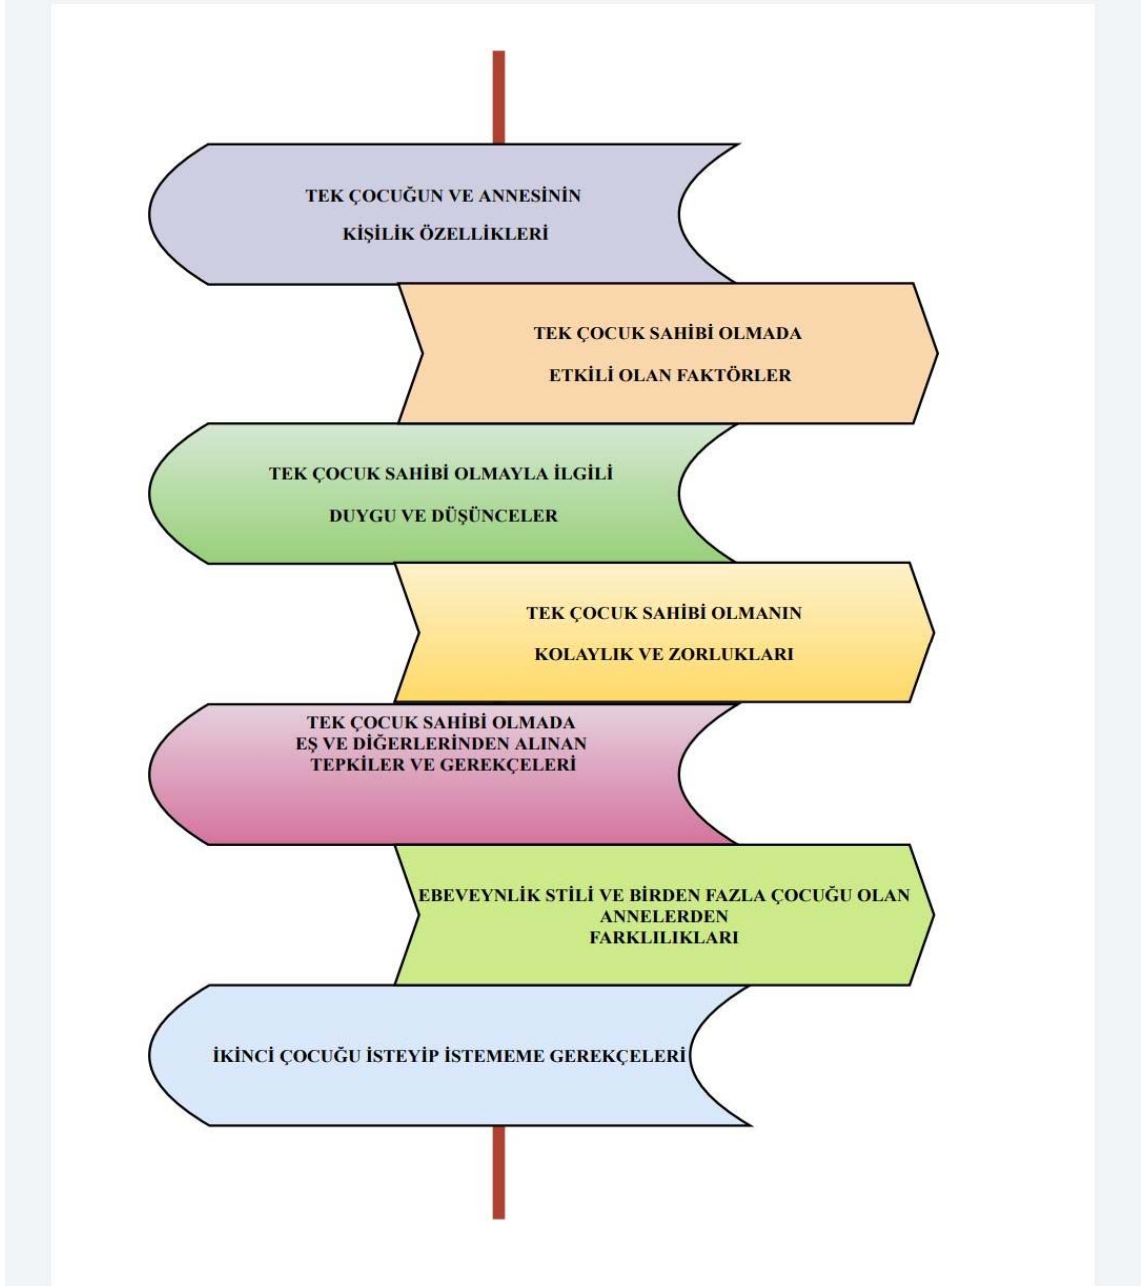 TEK ÇOCUĞUN VE ANNESİNİN
KİŞİLİK ÖZELLİKLERİ
TEK ÇOCUK SAHİBİ OLMADA
ETKİLİ OLAN FAKTÖRLER
TEK ÇOCUK SAHİBİ OLMAYLA İLGİLİ
DUYGU VE DÜŞÜNCELER
TEK ÇOCUK SAHİBİ OLMANIN
KOLAYLIK VE ZORLUKLARI
TEK ÇOCUK SAHİBİ OLMADA
EŞ VE DİĞERLERİNDEN ALINAN
TEPKİLER VE GEREKÇELERİ
EBEVEYNLİK STİLİ VE BİRDEN FAZLA ÇOCUĞU OLAN
ANNELERDEN
FARKLILIKLARI
İKİNCİ ÇOCUĞU İSTEYİP İSTEMEME GEREKÇELERİ